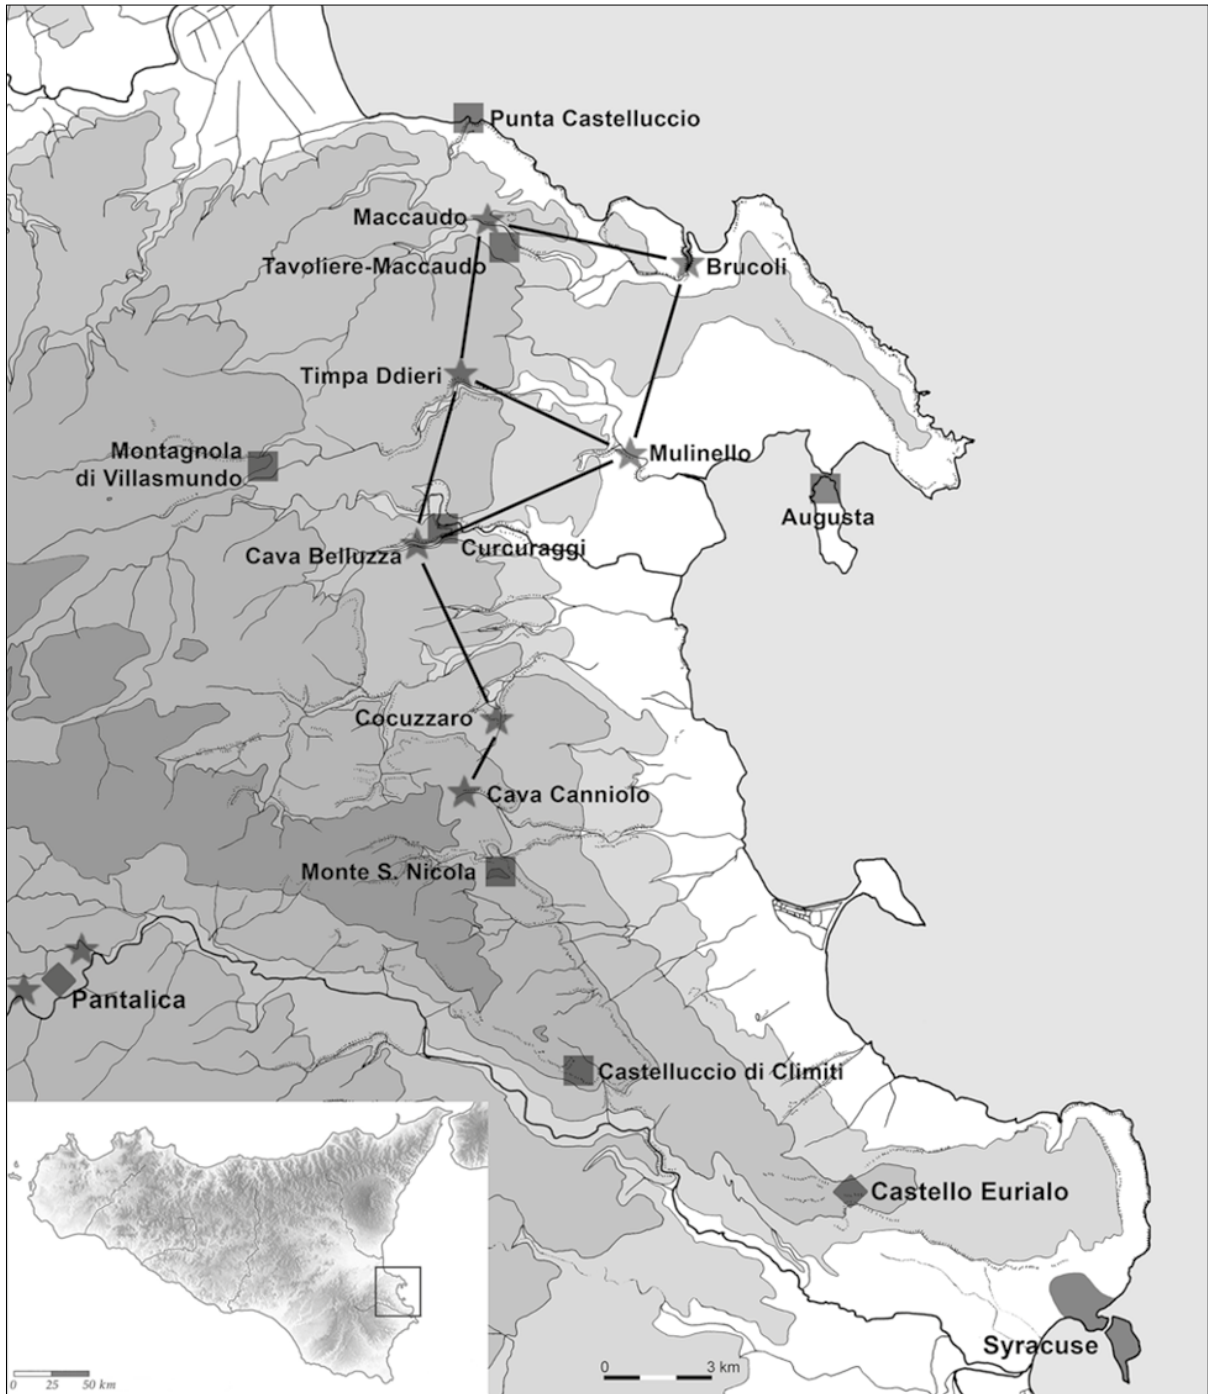 Punta Castelluccio
Maccaudo
Tavoliere-Maccaudo
Brucoli
Timpa Ddieri
Montagnola
di Villasmundo
Mulinello
Augusta
Cava Belluzza
Curcuraggi
Cocuzzaro
Cava Canniolo
Monte S. Nicola
Pantalica
Castelluccio di Climiti
Castello Eurialo
Syracuse
0 3 km
0 25 50 km